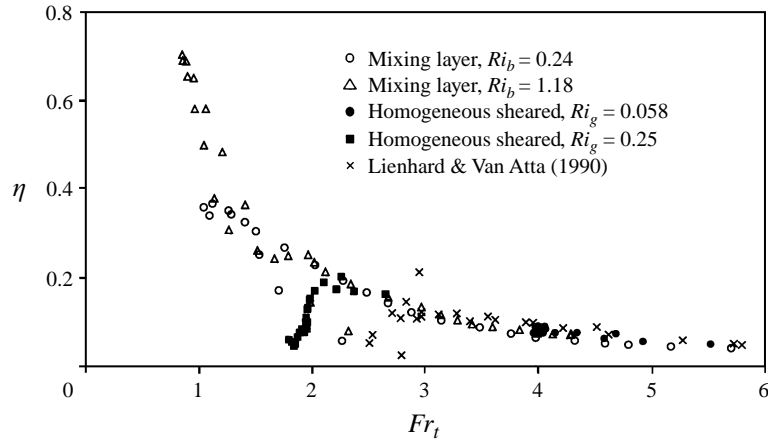 0.8
Mixing layer, Ri_b = 0.24
Mixing layer, Ri_b = 1.18
0.6
Homogeneous sheared, Ri_g = 0.058
Homogeneous sheared, Ri_g = 0.25
Lienhard & Van Atta (1990)
0.4
η
0.2
0 1 2 3 4 5 6
Fr_t